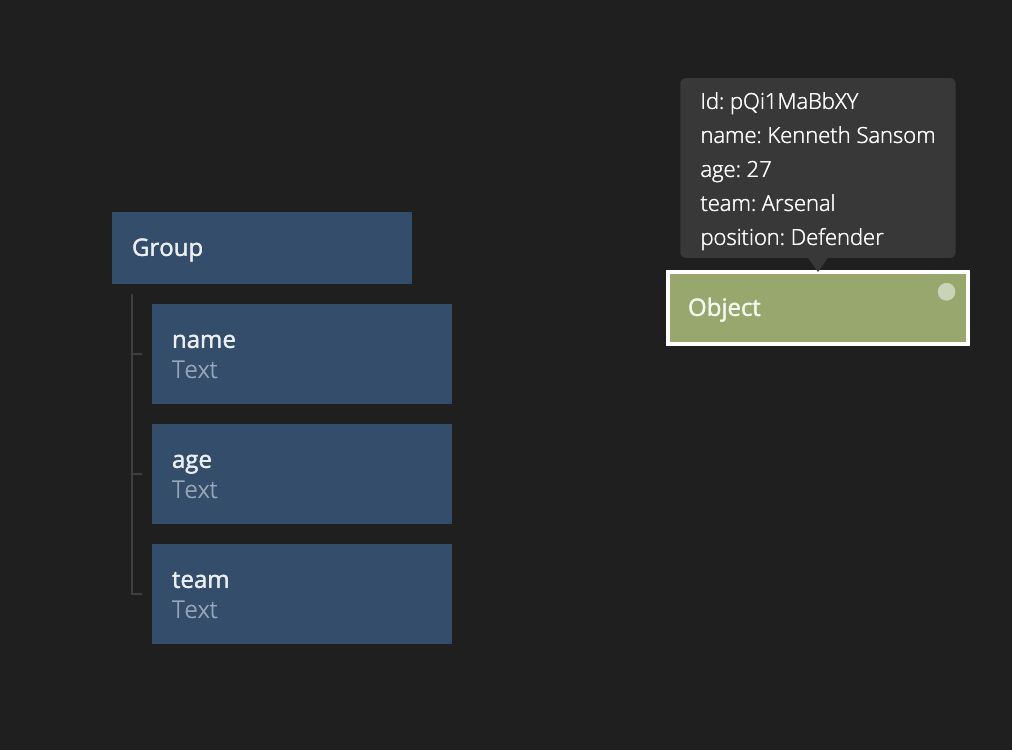 Id: pQi1MaBbXY
name: Kenneth Sansom
age: 27
team: Arsenal
position: Defender
Object
Group
name
Text
age
Text
team
Text